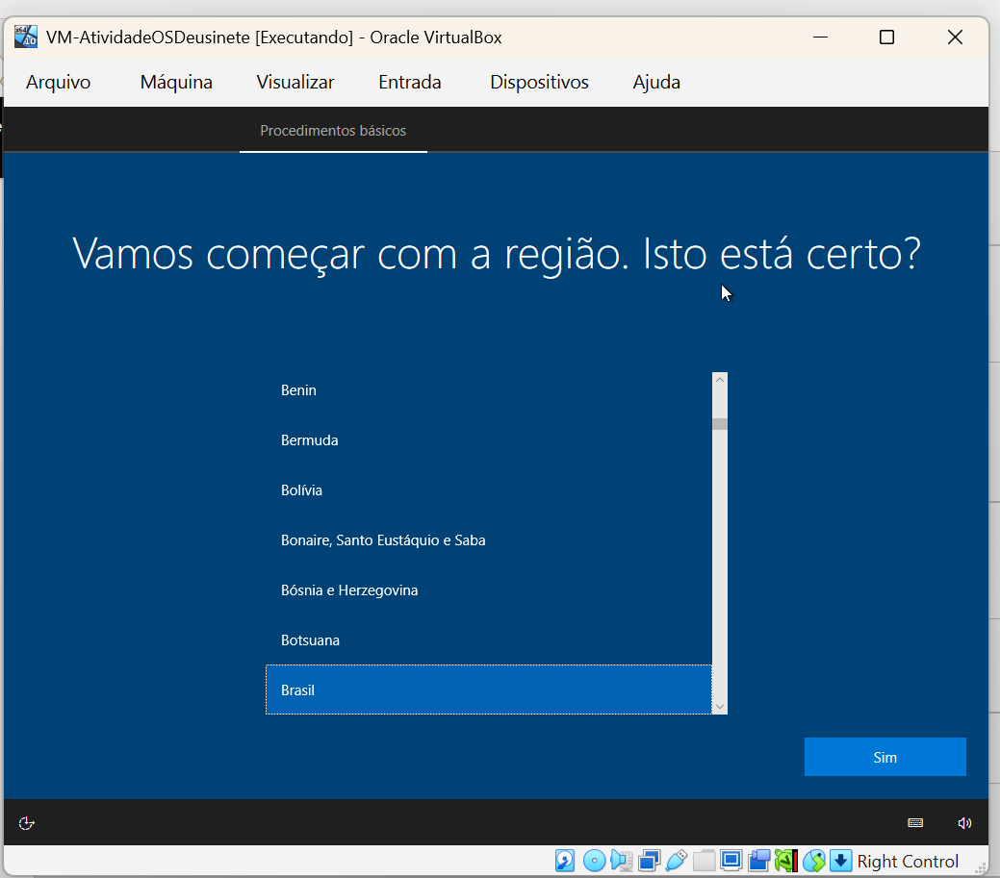 VM-AtividadeOSDeusinete [Executando] - Oracle VirtualBox
Arquivo Máquina Visualizar Entrada Dispositivos Ajuda
Procedimentos básicos
Vamos começar com a região. Isto está certo?
Benin
Bermuda
Bolívia
Bonaire, Santo Eustáquio e Saba
Bósnia e Herzegovina
Botsuana
Brasil
Sim
Right Control